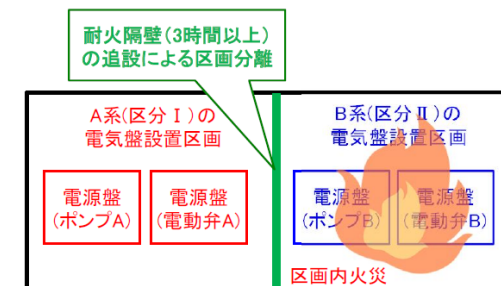 耐火隔壁(3時間以上)
の追設による区画分離
A系(区分Ⅰ)の
電気盤設置区画
B系(区分Ⅱ)の
電気盤設置区画
電源盤
(ポンプA)
電源盤
(電動弁A)
電源盤
(ポンプB)
電源盤
(電動弁B)
区画内火災